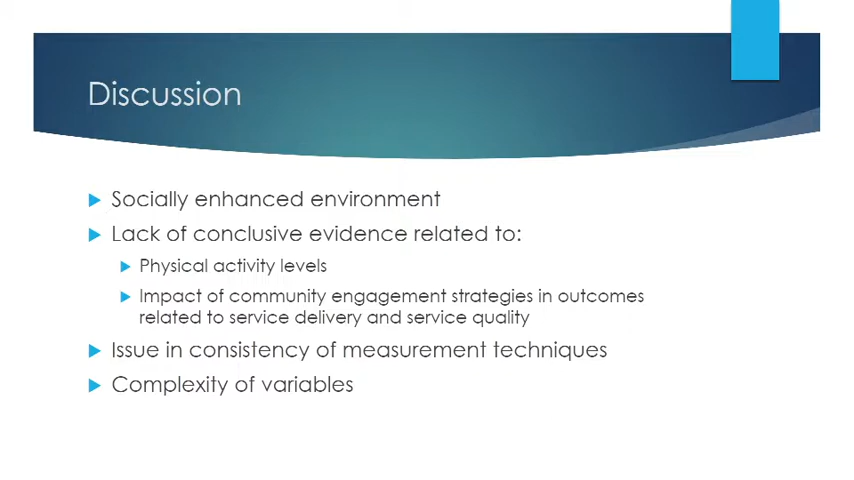 Discussion
Socially enhanced environment
Lack of conclusive evidence related to:
Physical activity levels
Impact of community engagement strategies in outcomes
related to service delivery and service quality
Issue in consistency of measurement techniques
Complexity of variables